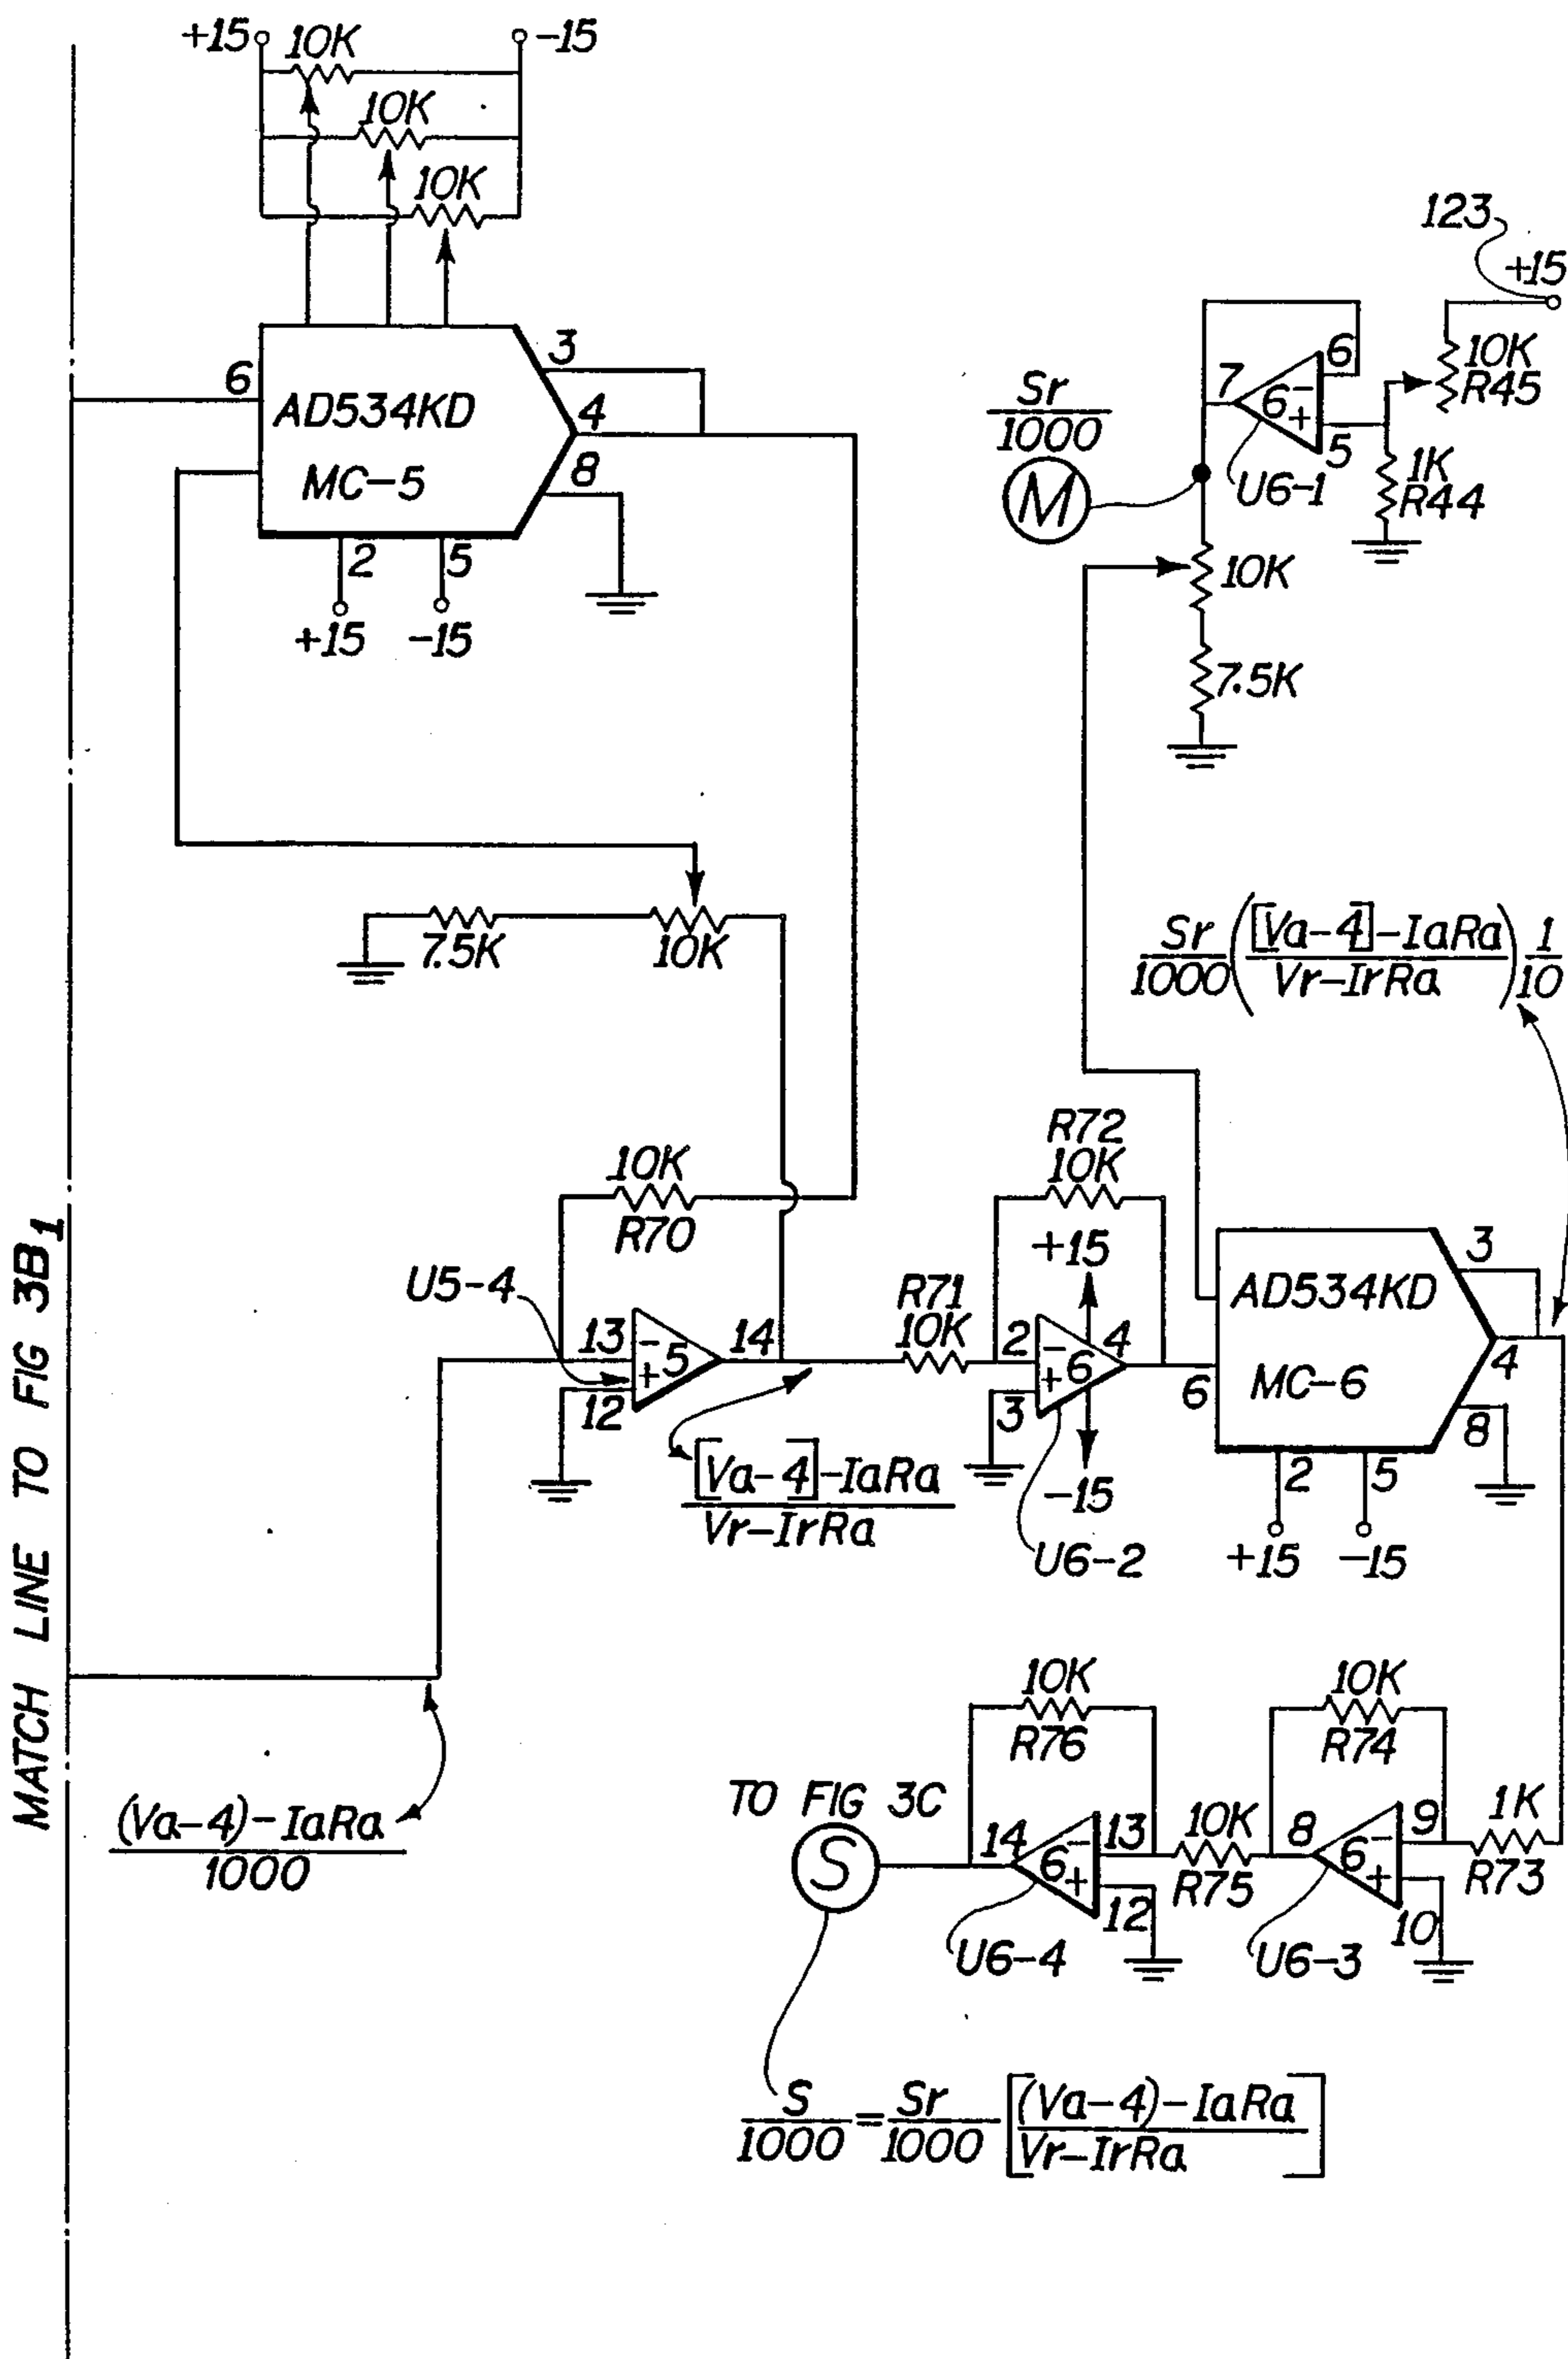 +15 10K -15
10K
10K
123
+15
6 3
AD534KD 4
MC-5 8
2 5
+15 -15
Sr
1000
M
7 6 - 6
+ 5
U6-1
10K
R45
1K
R44
10K
7.5K
7.5K 10K
Sr/1000 ([Va-4]-IaRa / Vr-IrRa) 1/10
10K
R70
U5-4
13 - 5 14
+
12
R71
10K
R72
10K
+15
2 - 6 4
+
3
-15
U6-2
3
AD534KD
4
MC-6
6
8
2 5
+15 -15
[Va-4]-IaRa
Vr-IrRa
MATCH LINE TO FIG 3B1
(Va-4)-IaRa
1000
TO FIG 3C
S
10K
R76
14 6 - 13
+
12
U6-4
10K
R75
10K
R74
8 6 - 9
+
10
U6-3
1K
R73
S/1000 = Sr/1000 [(Va-4)-IaRa / Vr-IrRa]